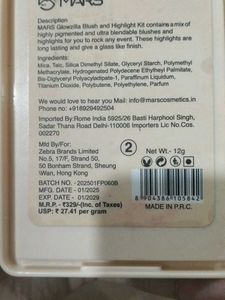 MARS
Description
MARS Glowzilla Blush and Highlight Kit contains a mix of
highly pigmented and ultra blendable blushes and
highlights for you to rock any event. These highlights are
long lasting and give a glass like finish.
Ingredients:
Mica, Talc, Silica Dimethyl Silate, Glyceryl Starch, Polymethyl
Methacrylate, Hydrogenated Polydecene Ethylhexyl Palmitate,
Bis-Diglyceryl Polyacyladipate-1, Paraffinum Liquidum,
Titanium Dioxide, Polybutene, Polyethylene, Parfum
We would love to hear you! Mail-info@marscosmetics.in
phone no +918929492504
Imported by:Rome India 5925/26 Basti Harphool Singh,
Sadar Thana Road Delhi-110006 Importers Lic No.Cos.
002270
Mfd By/For:
Zebra Brands Limited
No.5, 17/F, Strand 50,
50 Bonham Strand, Sheung
Wan, Hong Kong
2
Net Wt.- 12g
BATCH NO.- 202501FP060B
MFG. DATE - 01/2025
EXP. DATE - 01/2029
M.R.P. - ₹329/-(Inc. of Taxes)
USP: ₹ 27.41 per gram
8904386105842
MADE IN P.R.C.